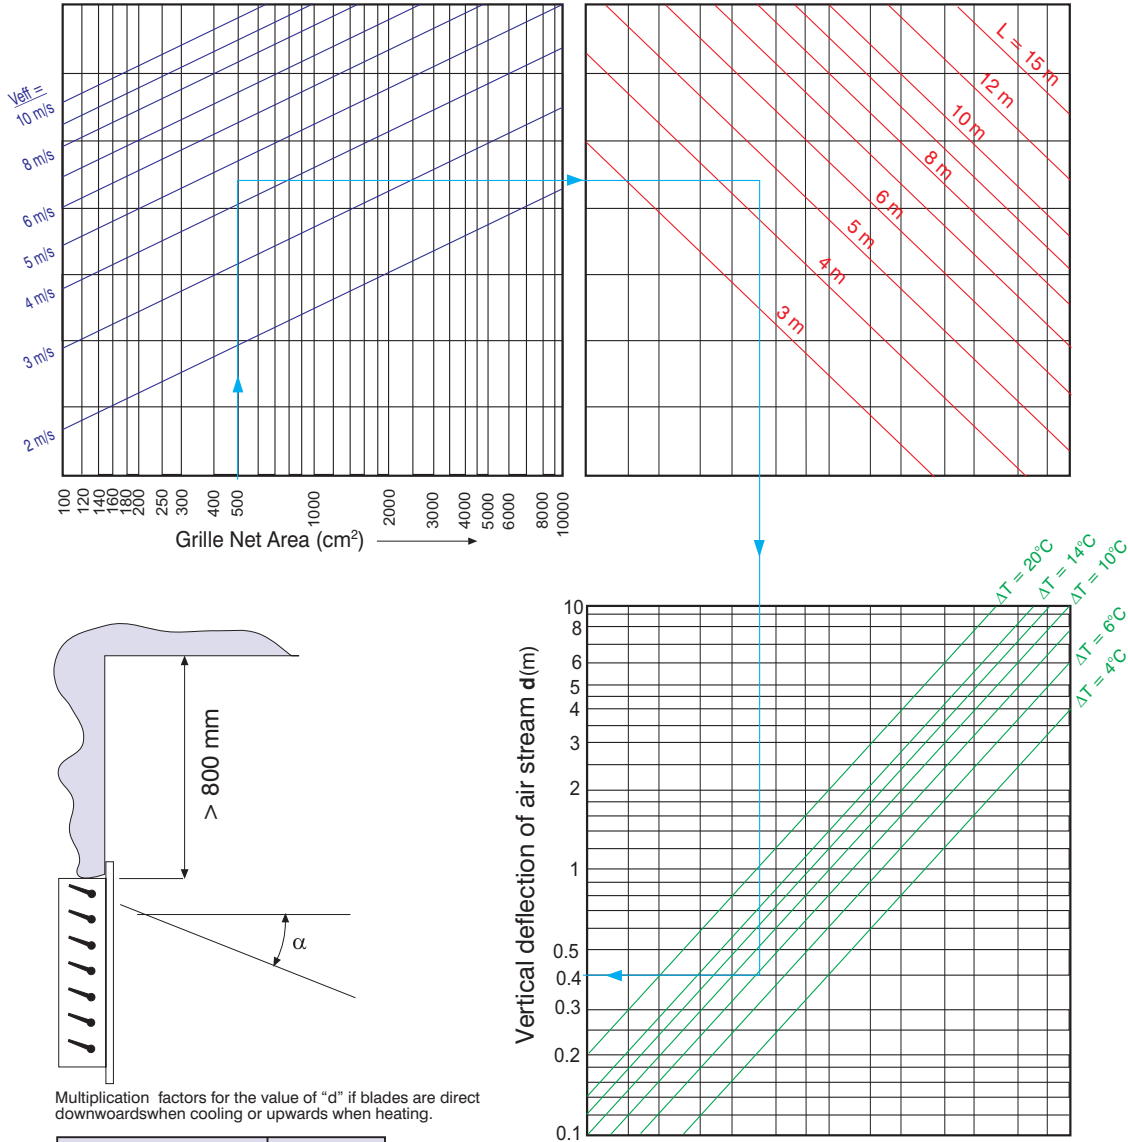 Veff =
10 m/s
8 m/s
6 m/s
5 m/s
4 m/s
3 m/s
2 m/s
100
120
140
160
180
200
250
300
400
500
1000
2000
3000
4000
5000
6000
8000
10000
Grille Net Area (cm²)
L = 15 m
12 m
10 m
8 m
6 m
5 m
4 m
3 m
ΔT = 20°C
ΔT = 14°C
ΔT = 10°C
ΔT = 6°C
ΔT = 4°C
10
8
6
5
4
3
2
1
0.5
0.4
0.3
0.2
0.1
Vertical deflection of air stream d(m)
> 800 mm
α
Multiplication factors for the value of “d” if blades are direct
downwoardswhen cooling or upwards when heating.